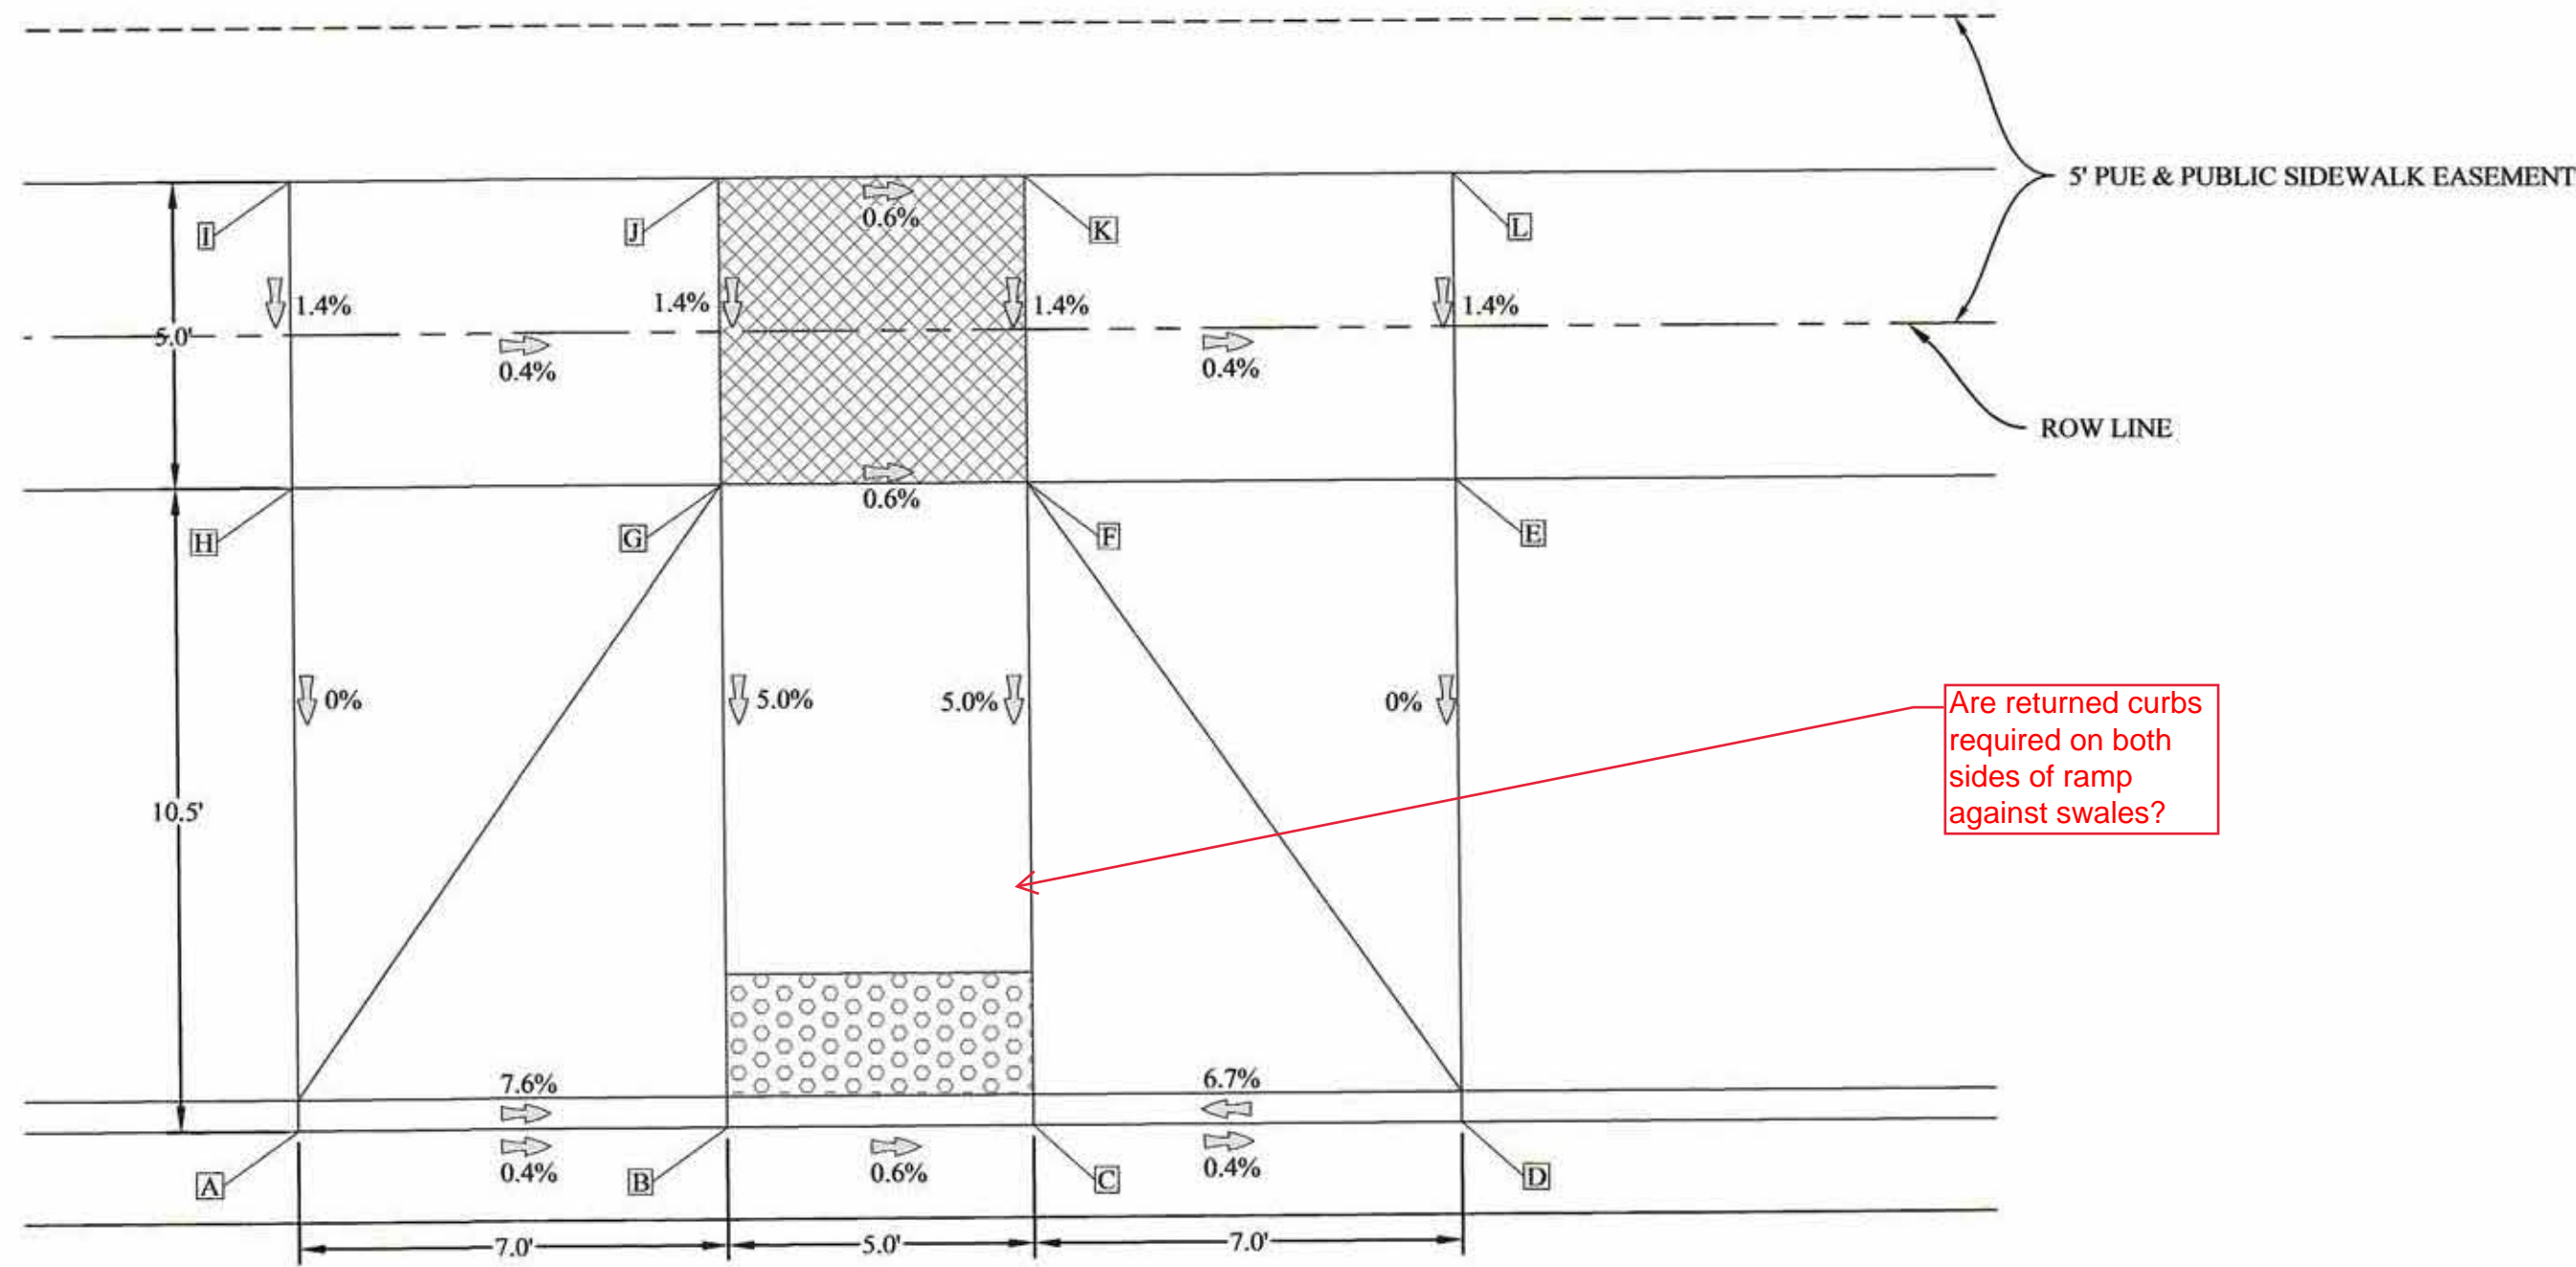 5' PUE & PUBLIC SIDEWALK EASEMENT
I
J
0.6%
K
L
1.4%
1.4%
1.4%
1.4%
5.0'
0.4%
0.4%
ROW LINE
H
G
0.6%
F
E
0%
5.0%
5.0%
0%
Are returned curbs
required on both
sides of ramp
against swales?
10.5'
7.6%
6.7%
A
0.4%
B
0.6%
C
0.4%
D
7.0'
5.0'
7.0'